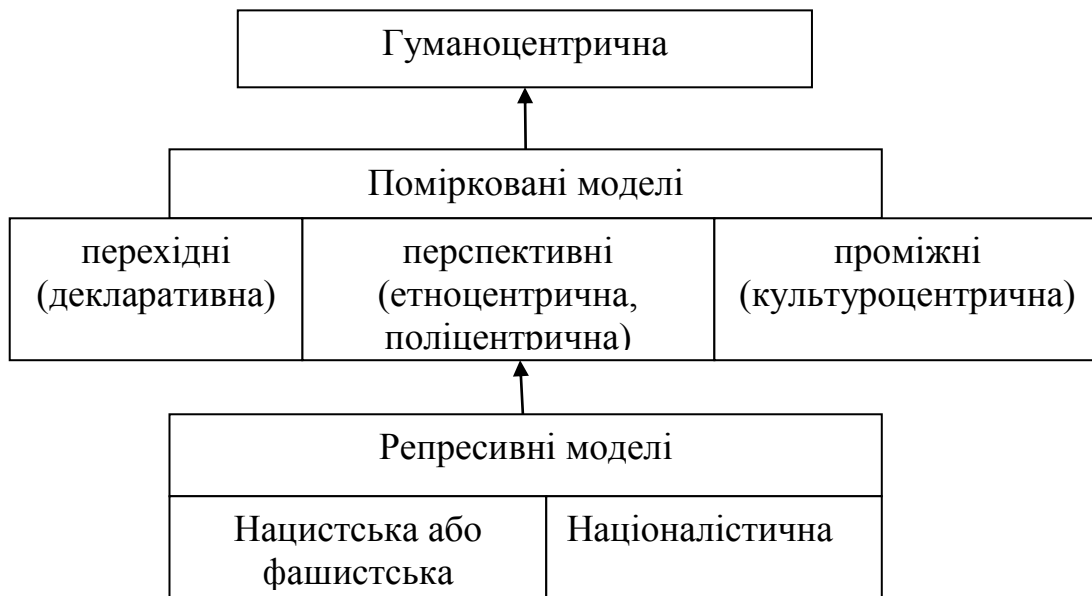 Гуманоцентрична
Помірковані моделі
перехідні
(декларативна)
перспективні
(етноцентрична,
поліцентрична)
проміжні
(культуроцентрична)
Репресивні моделі
Нацистська або
фашистська
Націоналістична